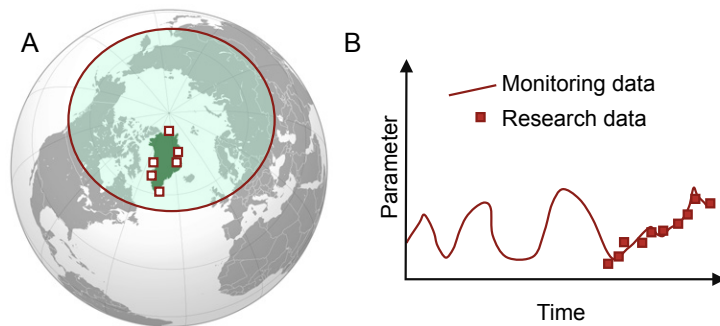 A
B
Monitoring data
Research data
Parameter
Time